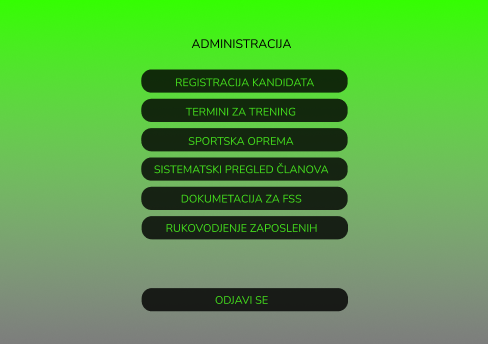 ADMINISTRACIJA
REGISTRACIJA KANDIDATA
TERMINI ZA TRENING
SPORTSKA OPREMA
SISTEMATSKI PREGLED ČLANOVA
DOKUMETACIJA ZA FSS
RUKOVODJENJE ZAPOSLENIH
ODJAVI SE